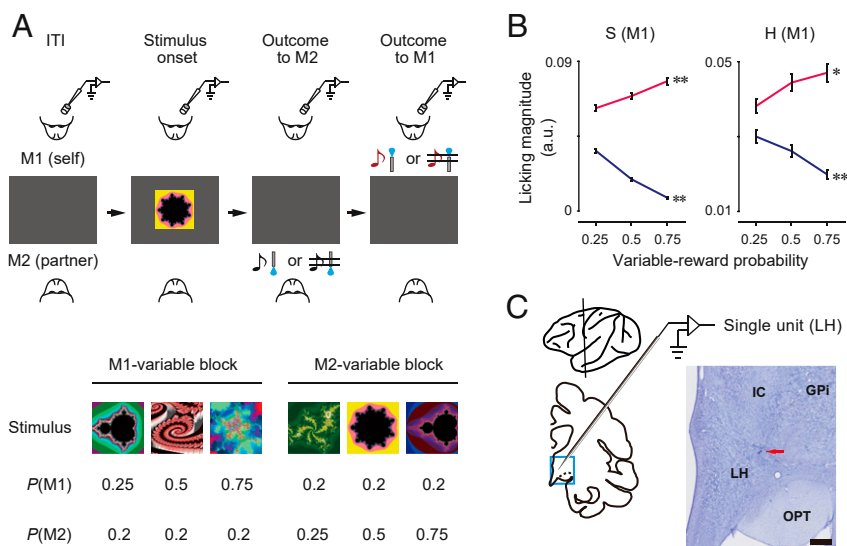 A
ITI
Stimulus onset
Outcome to M2
Outcome to M1
M1 (self)
or
M2 (partner)
or
M1-variable block
M2-variable block
Stimulus
P(M1) 0.25 0.5 0.75 0.2 0.2 0.2
P(M2) 0.2 0.2 0.2 0.25 0.5 0.75
B
S (M1)
H (M1)
Licking magnitude (a.u.)
0.09
0
**
**
0.05
0.01
*
**
0.25 0.5 0.75
0.25 0.5 0.75
Variable-reward probability
C
Single unit (LH)
IC
GPi
LH
OPT